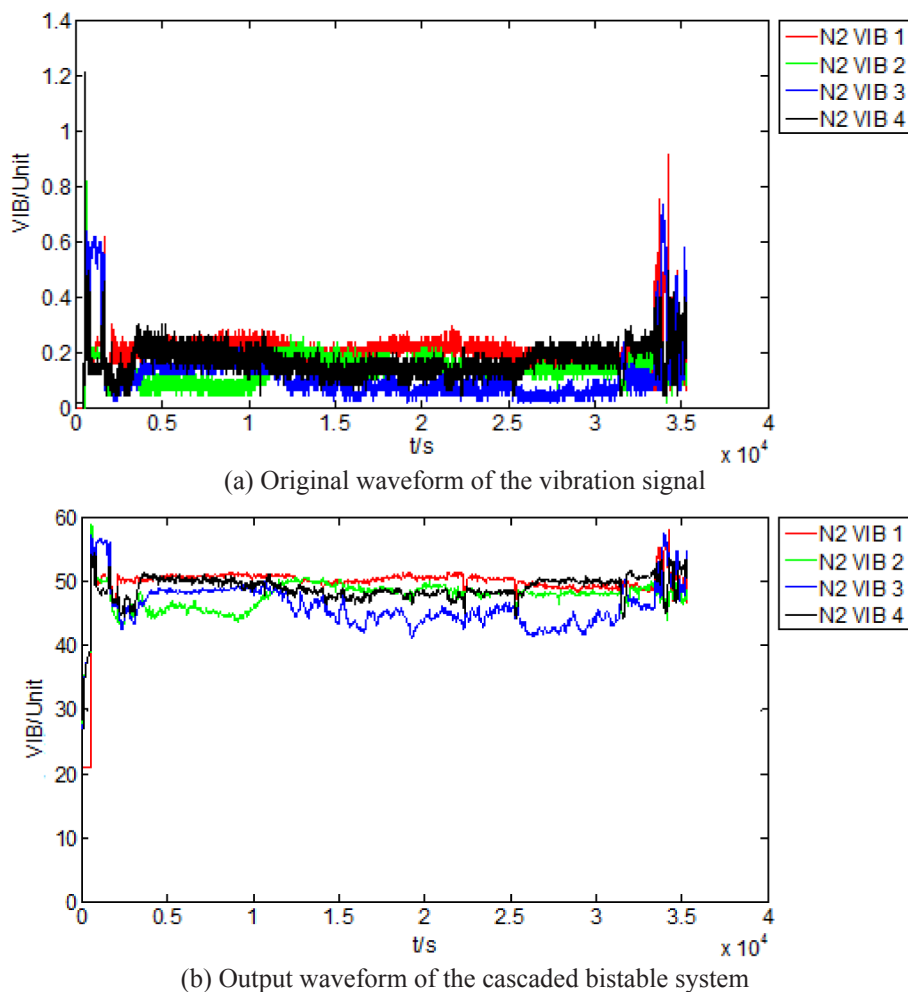 1.4
1.2
1
0.8
0.6
0.4
0.2
0
VIB/Unit
0 0.5 1 1.5 2 2.5 3 3.5 4
t/s
x 10^4
N2 VIB 1
N2 VIB 2
N2 VIB 3
N2 VIB 4
(a) Original waveform of the vibration signal
60
50
40
30
20
10
0
VIB/Unit
0 0.5 1 1.5 2 2.5 3 3.5 4
t/s
x 10^4
N2 VIB 1
N2 VIB 2
N2 VIB 3
N2 VIB 4
(b) Output waveform of the cascaded bistable system